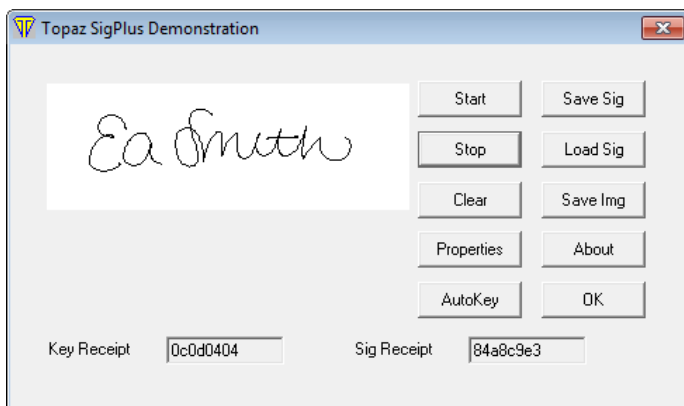 Topaz SigPlus Demonstration
Ea Smith
Start Save Sig
Stop Load Sig
Clear Save Img
Properties About
AutoKey OK
Key Receipt 0c0d0404 Sig Receipt 84a8c9e3